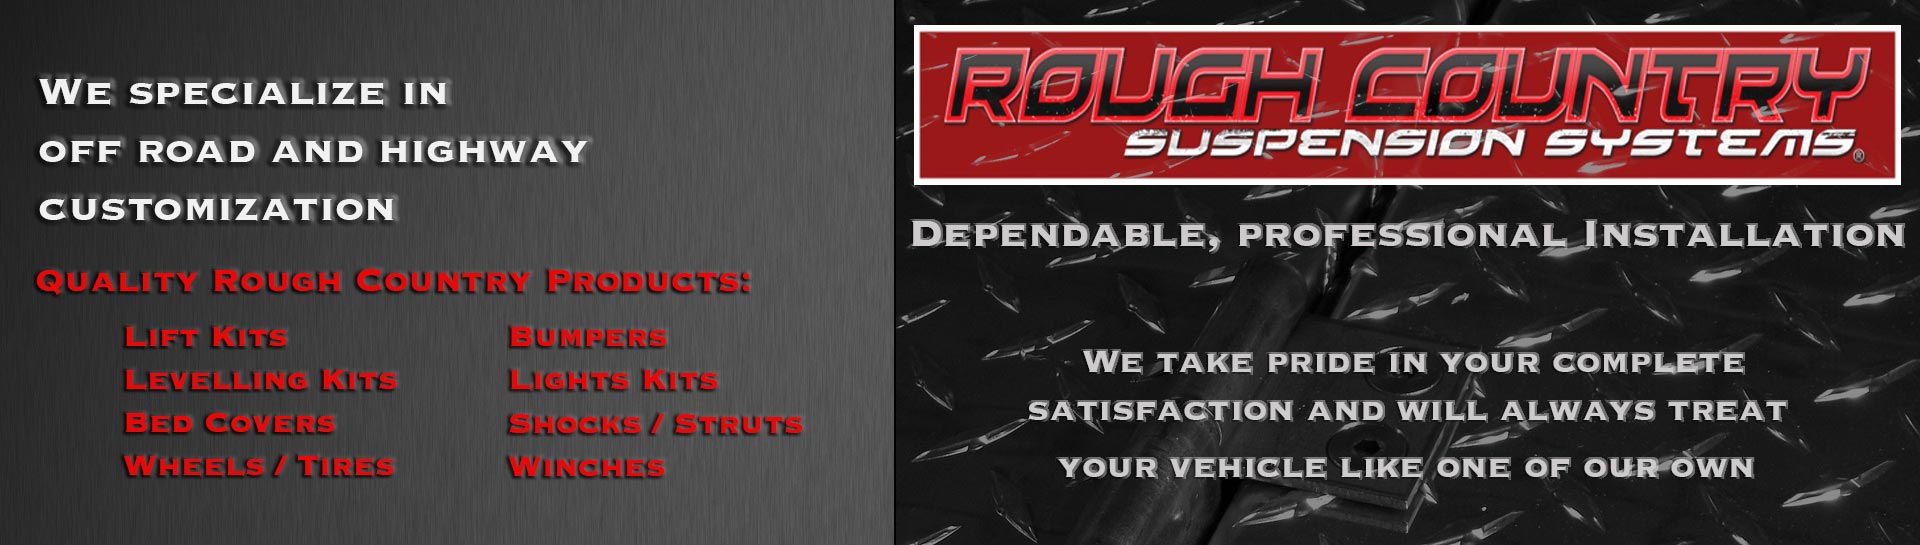 We specialize in
off road and highway
customization
Quality Rough Country Products:
Lift Kits
Levelling Kits
Bed Covers
Wheels / Tires
Bumpers
Lights Kits
Shocks / Struts
Winches
ROUGH COUNTRY
SUSPENSION SYSTEMS®
Dependable, professional Installation
We take pride in your complete
satisfaction and will always treat
your vehicle like one of our own